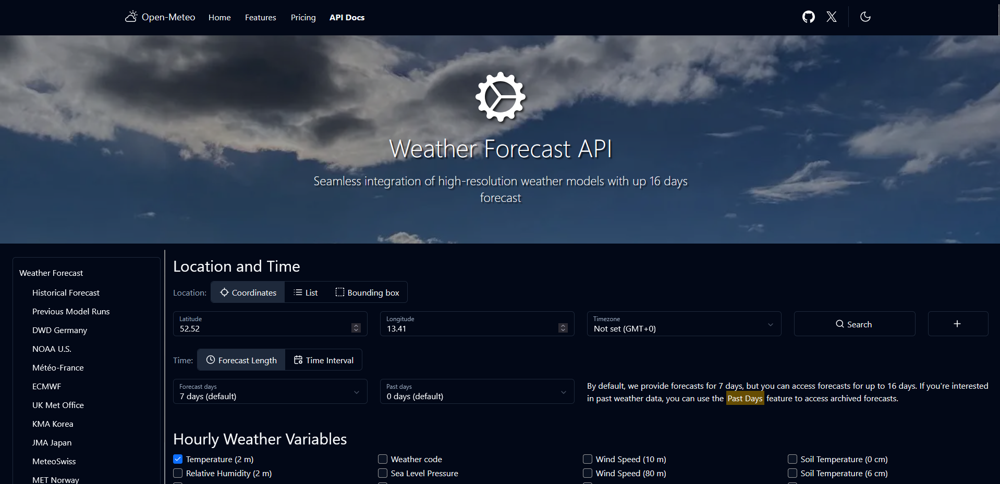 Open-Meteo
Home
Features
Pricing
API Docs
Weather Forecast API
Seamless integration of high-resolution weather models with up 16 days
forecast
Weather Forecast
Historical Forecast
Previous Model Runs
DWD Germany
NOAA U.S.
Météo-France
ECMWF
UK Met Office
KMA Korea
JMA Japan
MeteoSwiss
MET Norway
Location and Time
Location:
Coordinates
List
Bounding box
Latitude
52.52
Longitude
13.41
Timezone
Not set (GMT+0)
Search
Time:
Forecast Length
Time Interval
Forecast days
7 days (default)
Past days
0 days (default)
By default, we provide forecasts for 7 days, but you can access forecasts for up to 16 days. If you're interested
in past weather data, you can use the Past Days feature to access archived forecasts.
Hourly Weather Variables
Temperature (2 m)
Weather code
Wind Speed (10 m)
Soil Temperature (0 cm)
Relative Humidity (2 m)
Sea Level Pressure
Wind Speed (80 m)
Soil Temperature (6 cm)